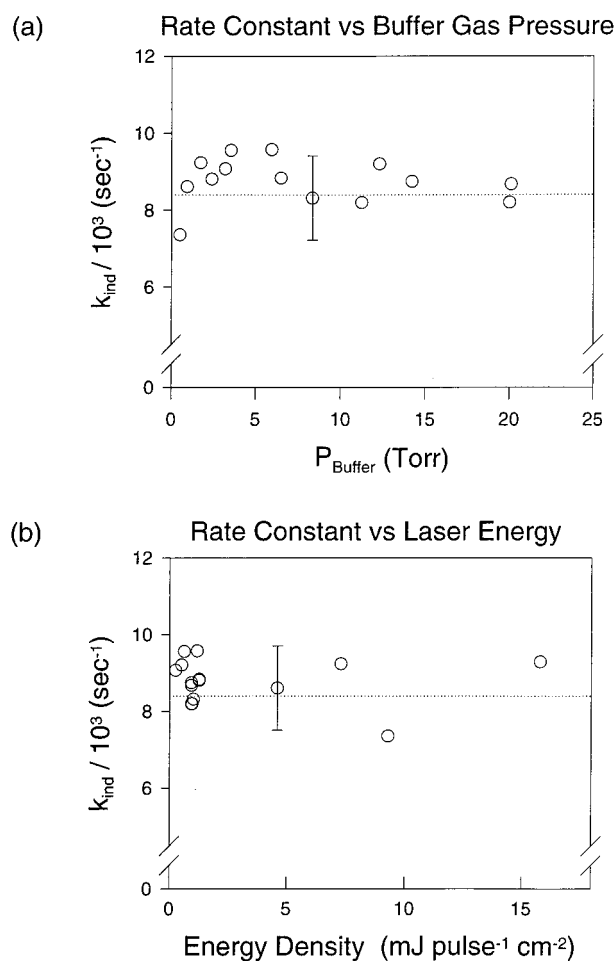 (a) Rate Constant vs Buffer Gas Pressure
12
10
8
6
0
k_ind / 10³ (sec⁻¹)
0 5 10 15 20 25
P_Buffer (Torr)
(b) Rate Constant vs Laser Energy
12
10
8
6
0
k_ind / 10³ (sec⁻¹)
0 5 10 15
Energy Density (mJ pulse⁻¹ cm⁻²)